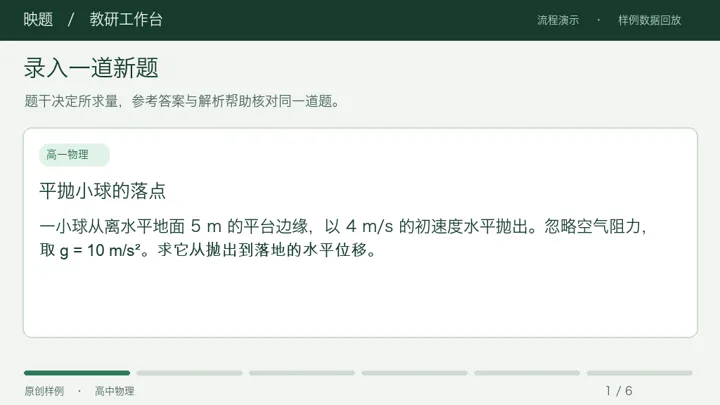 映题 / 教研工作台
流程演示 · 样例数据回放
录入一道新题
题干决定所求量，参考答案与解析帮助核对同一道题。
高一物理
平抛小球的落点
一小球从离水平地面 5 m 的平台边缘，以 4 m/s 的初速度水平抛出。忽略空气阻力，
取 g = 10 m/s²。求它从抛出到落地的水平位移。
原创样例 · 高中物理
1 / 6